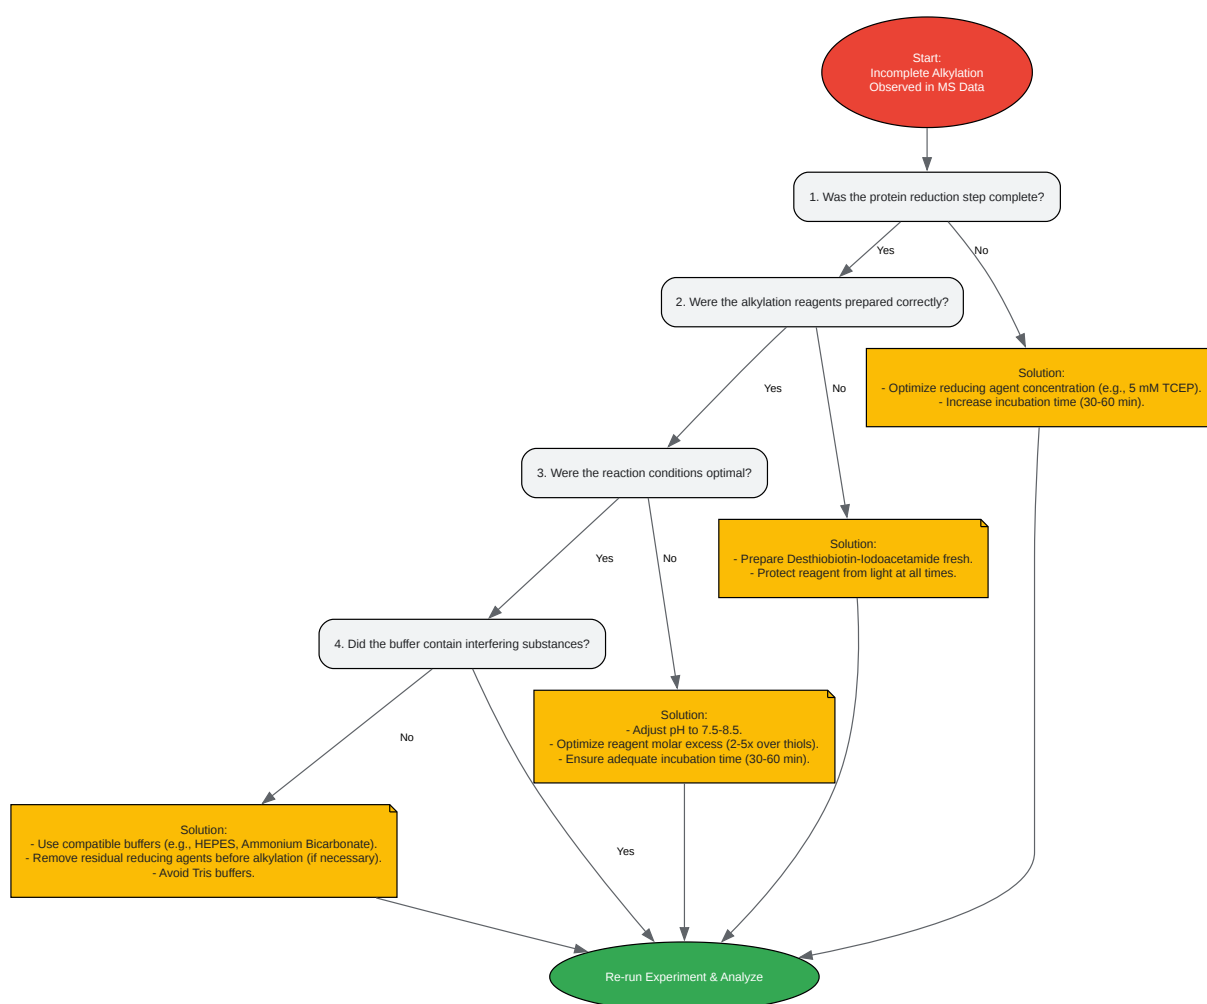 Start:
Incomplete Alkylation
Observed in MS Data
1. Was the protein reduction step complete?
Yes
No
2. Were the alkylation reagents prepared correctly?
Solution:
- Optimize reducing agent concentration (e.g., 5 mM TCEP).
- Increase incubation time (30-60 min).
Yes
No
3. Were the reaction conditions optimal?
Solution:
- Prepare Desthiobiotin-Iodoacetamide fresh.
- Protect reagent from light at all times.
Yes
No
4. Did the buffer contain interfering substances?
Solution:
- Adjust pH to 7.5-8.5.
- Optimize reagent molar excess (2-5x over thiols).
- Ensure adequate incubation time (30-60 min).
No
Yes
Solution:
- Use compatible buffers (e.g., HEPES, Ammonium Bicarbonate).
- Remove residual reducing agents before alkylation (if necessary).
- Avoid Tris buffers.
Re-run Experiment & Analyze